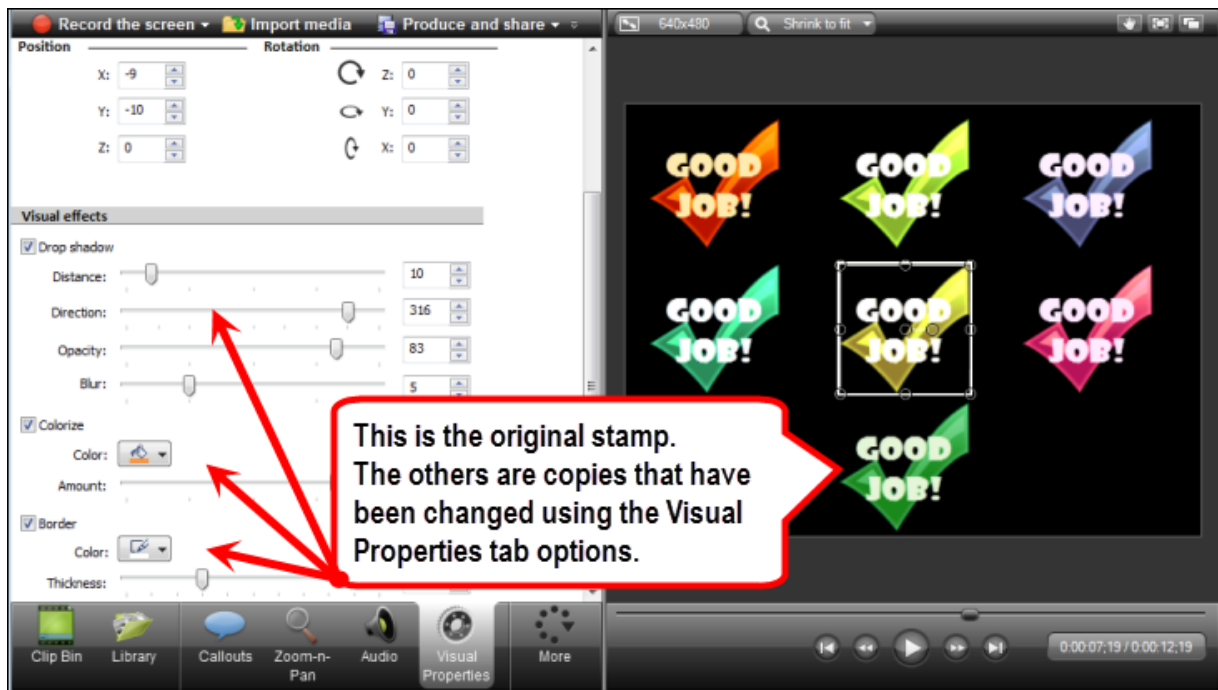 Record the screen
Import media
Produce and share
640x480
Shrink to fit
Position
Rotation
X: -9
Z: 0
Y: -10
Y: 0
Z: 0
X: 0
Visual effects
Drop shadow
Distance: 10
Direction: 316
Opacity: 83
Blur: 5
Colorize
Color:
Amount:
Border
Color:
Thickness:
This is the original stamp.
The others are copies that have
been changed using the Visual
Properties tab options.
GOOD
JOB!
GOOD
JOB!
GOOD
JOB!
GOOD
JOB!
GOOD
JOB!
GOOD
JOB!
GOOD
JOB!
Clip Bin
Library
Callouts
Zoom-n-
Pan
Audio
Visual
Properties
More
0:00:07;19 / 0:00:12;19